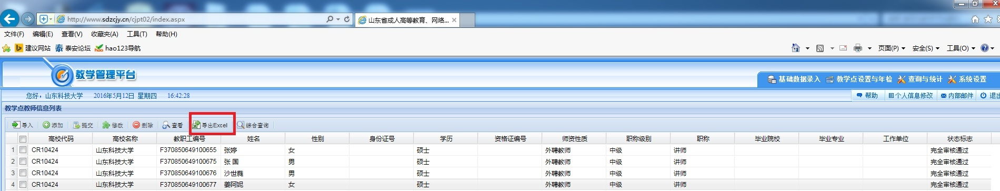 http://www.sdzcjy.cn/cjpt02/index.aspx 山东省成人高等教育、网络...
文件(F) 编辑(E) 查看(V) 收藏夹(A) 工具(T) 帮助(H)
建议网站 泰 泰安论坛 hao hao123导航 页面(P) 安全(S) 工具(O)
教学管理平台
基础数据录入 教学点设置与年检 查询与统计 系统设置
您好，山东科技大学 2016年5月12日 星期四 16:42:28 帮助 个人信息修改 内部邮件 退出
教学点教师信息列表
导入 添加 提交 修改 删除 查看 导出Excel 综合查询
高校代码 高校名称 教职工编号 姓名 性别 身份证号 学历 资格证编号 师资性质 职称级别 职称 毕业院校 毕业专业 工作单位 状态标志
1 CR10424 山东科技大学 F370850649100655 张婷 女 硕士 外聘教师 中级 讲师 完全审核通过
2 CR10424 山东科技大学 F370850649100675 张 国 男 硕士 外聘教师 中级 讲师 完全审核通过
3 CR10424 山东科技大学 F370850649100676 沙世蕤 男 硕士 外聘教师 中级 讲师 完全审核通过
4 CR10424 山东科技大学 F370850649100677 姜阿妮 女 硕士 外聘教师 中级 讲师 完全审核通过